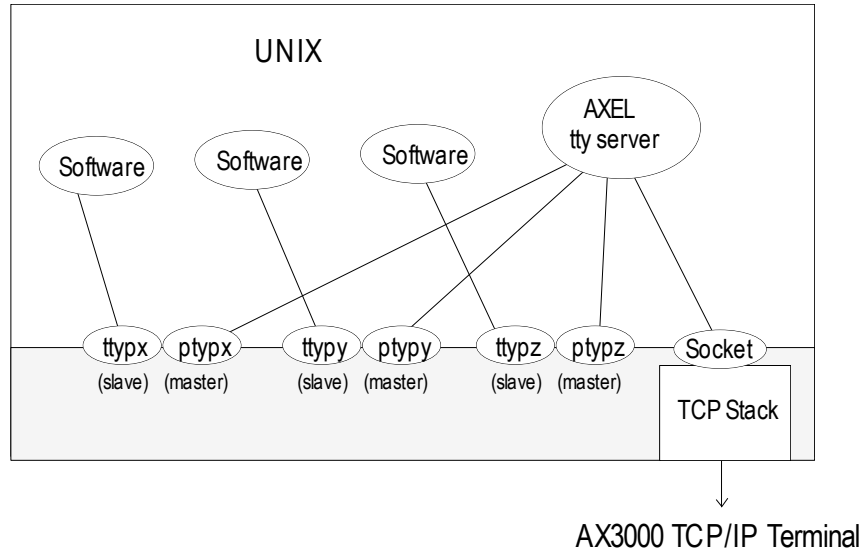 UNIX
AXEL
tty server
Software
Software
Software
ttypx
ptypx
ttypy
ptypy
ttypz
ptypz
Socket
(slave)
(master)
(slave)
(master)
(slave)
(master)
TCP Stack
AX3000 TCP/IP Terminal